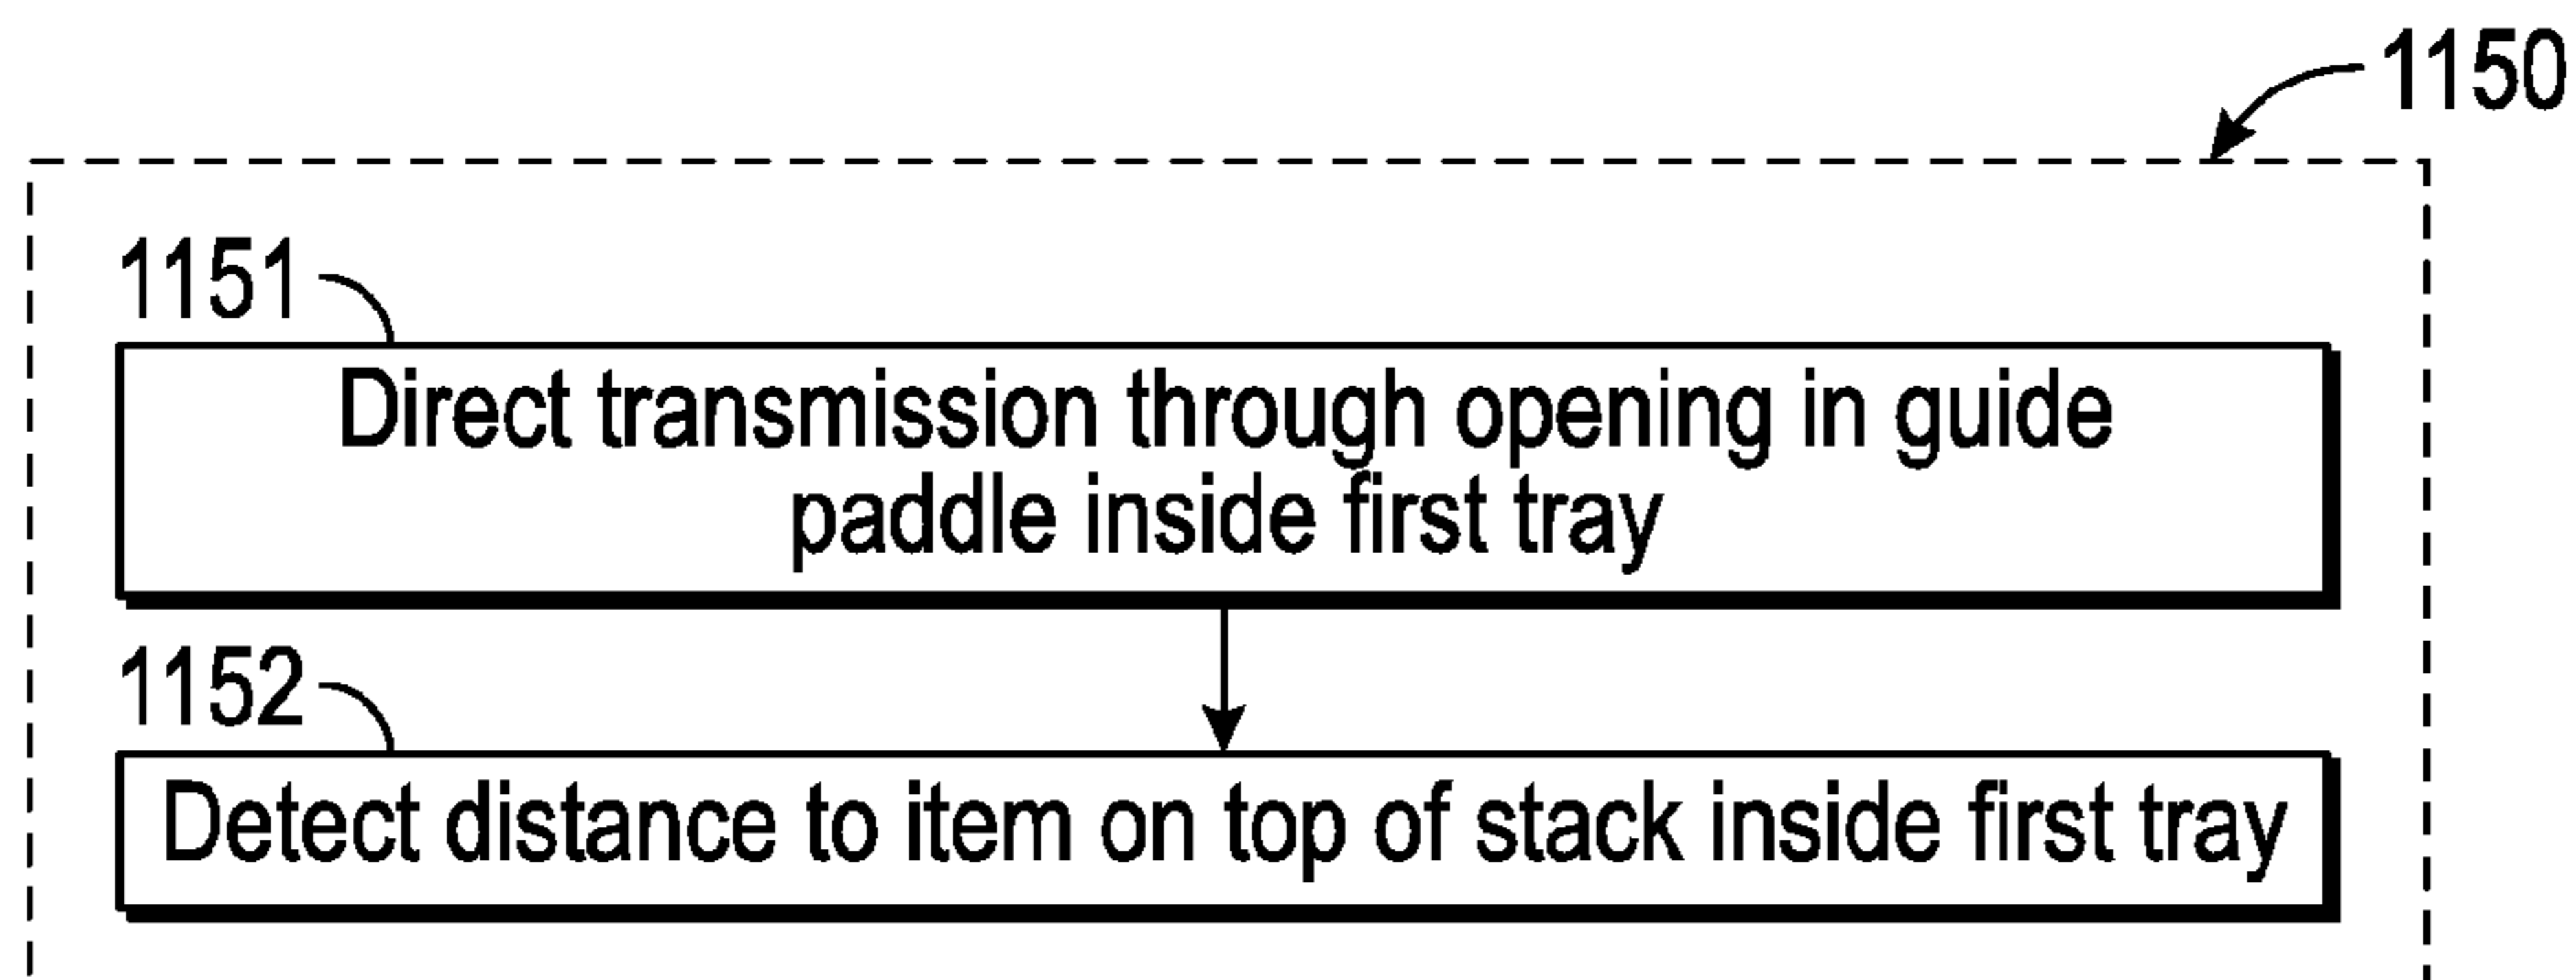 1150
1151
Direct transmission through opening in guide
paddle inside first tray
1152
Detect distance to item on top of stack inside first tray